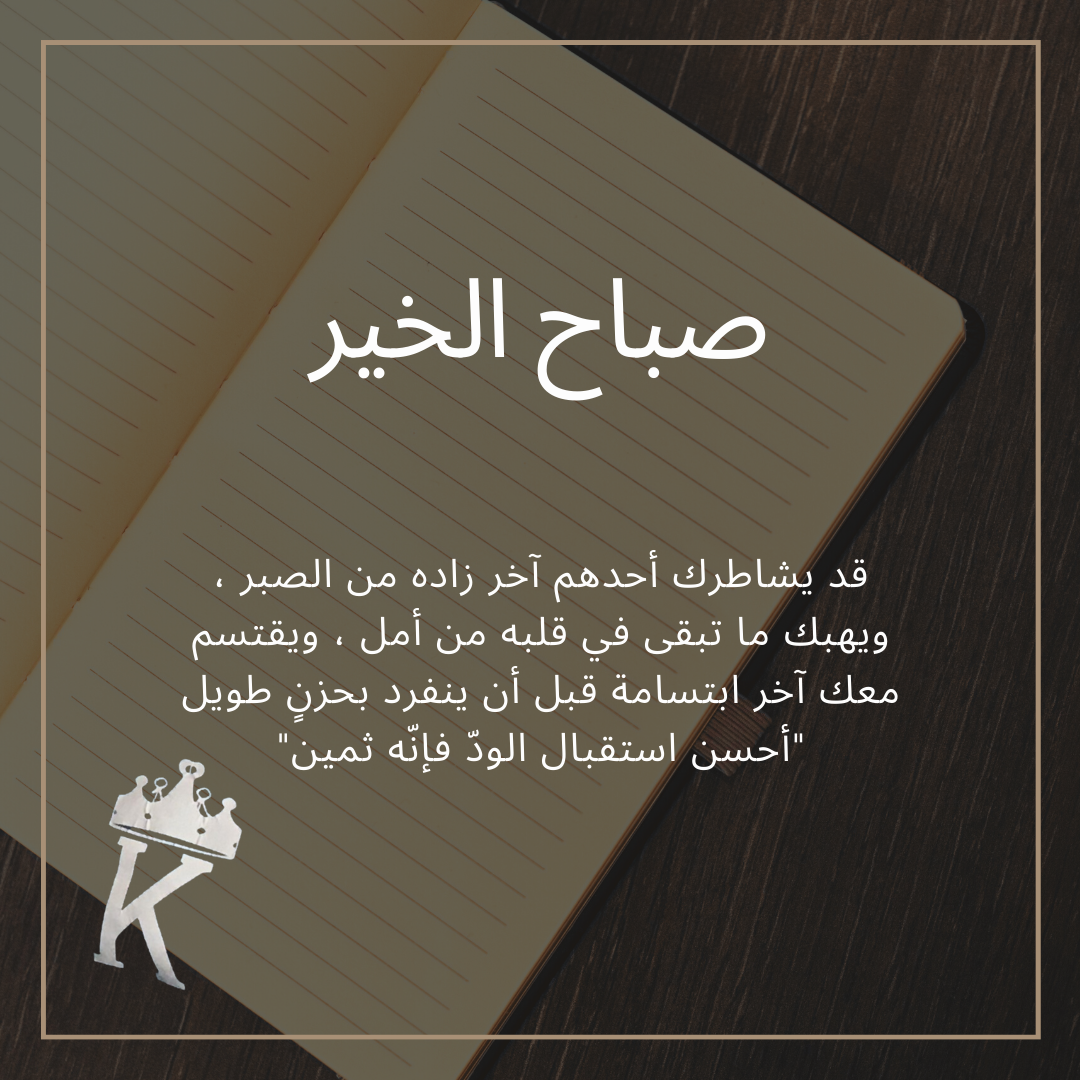 صباح الخير
قد يشاطرك أحدهم آخر زاده من الصبر ،
ويهبك ما تبقى في قلبه من أمل ، ويقتسم
معك آخر ابتسامة قبل أن ينفرد بحزنٍ طويل
"أحسن استقبال الودّ فإنّه ثمين"
K